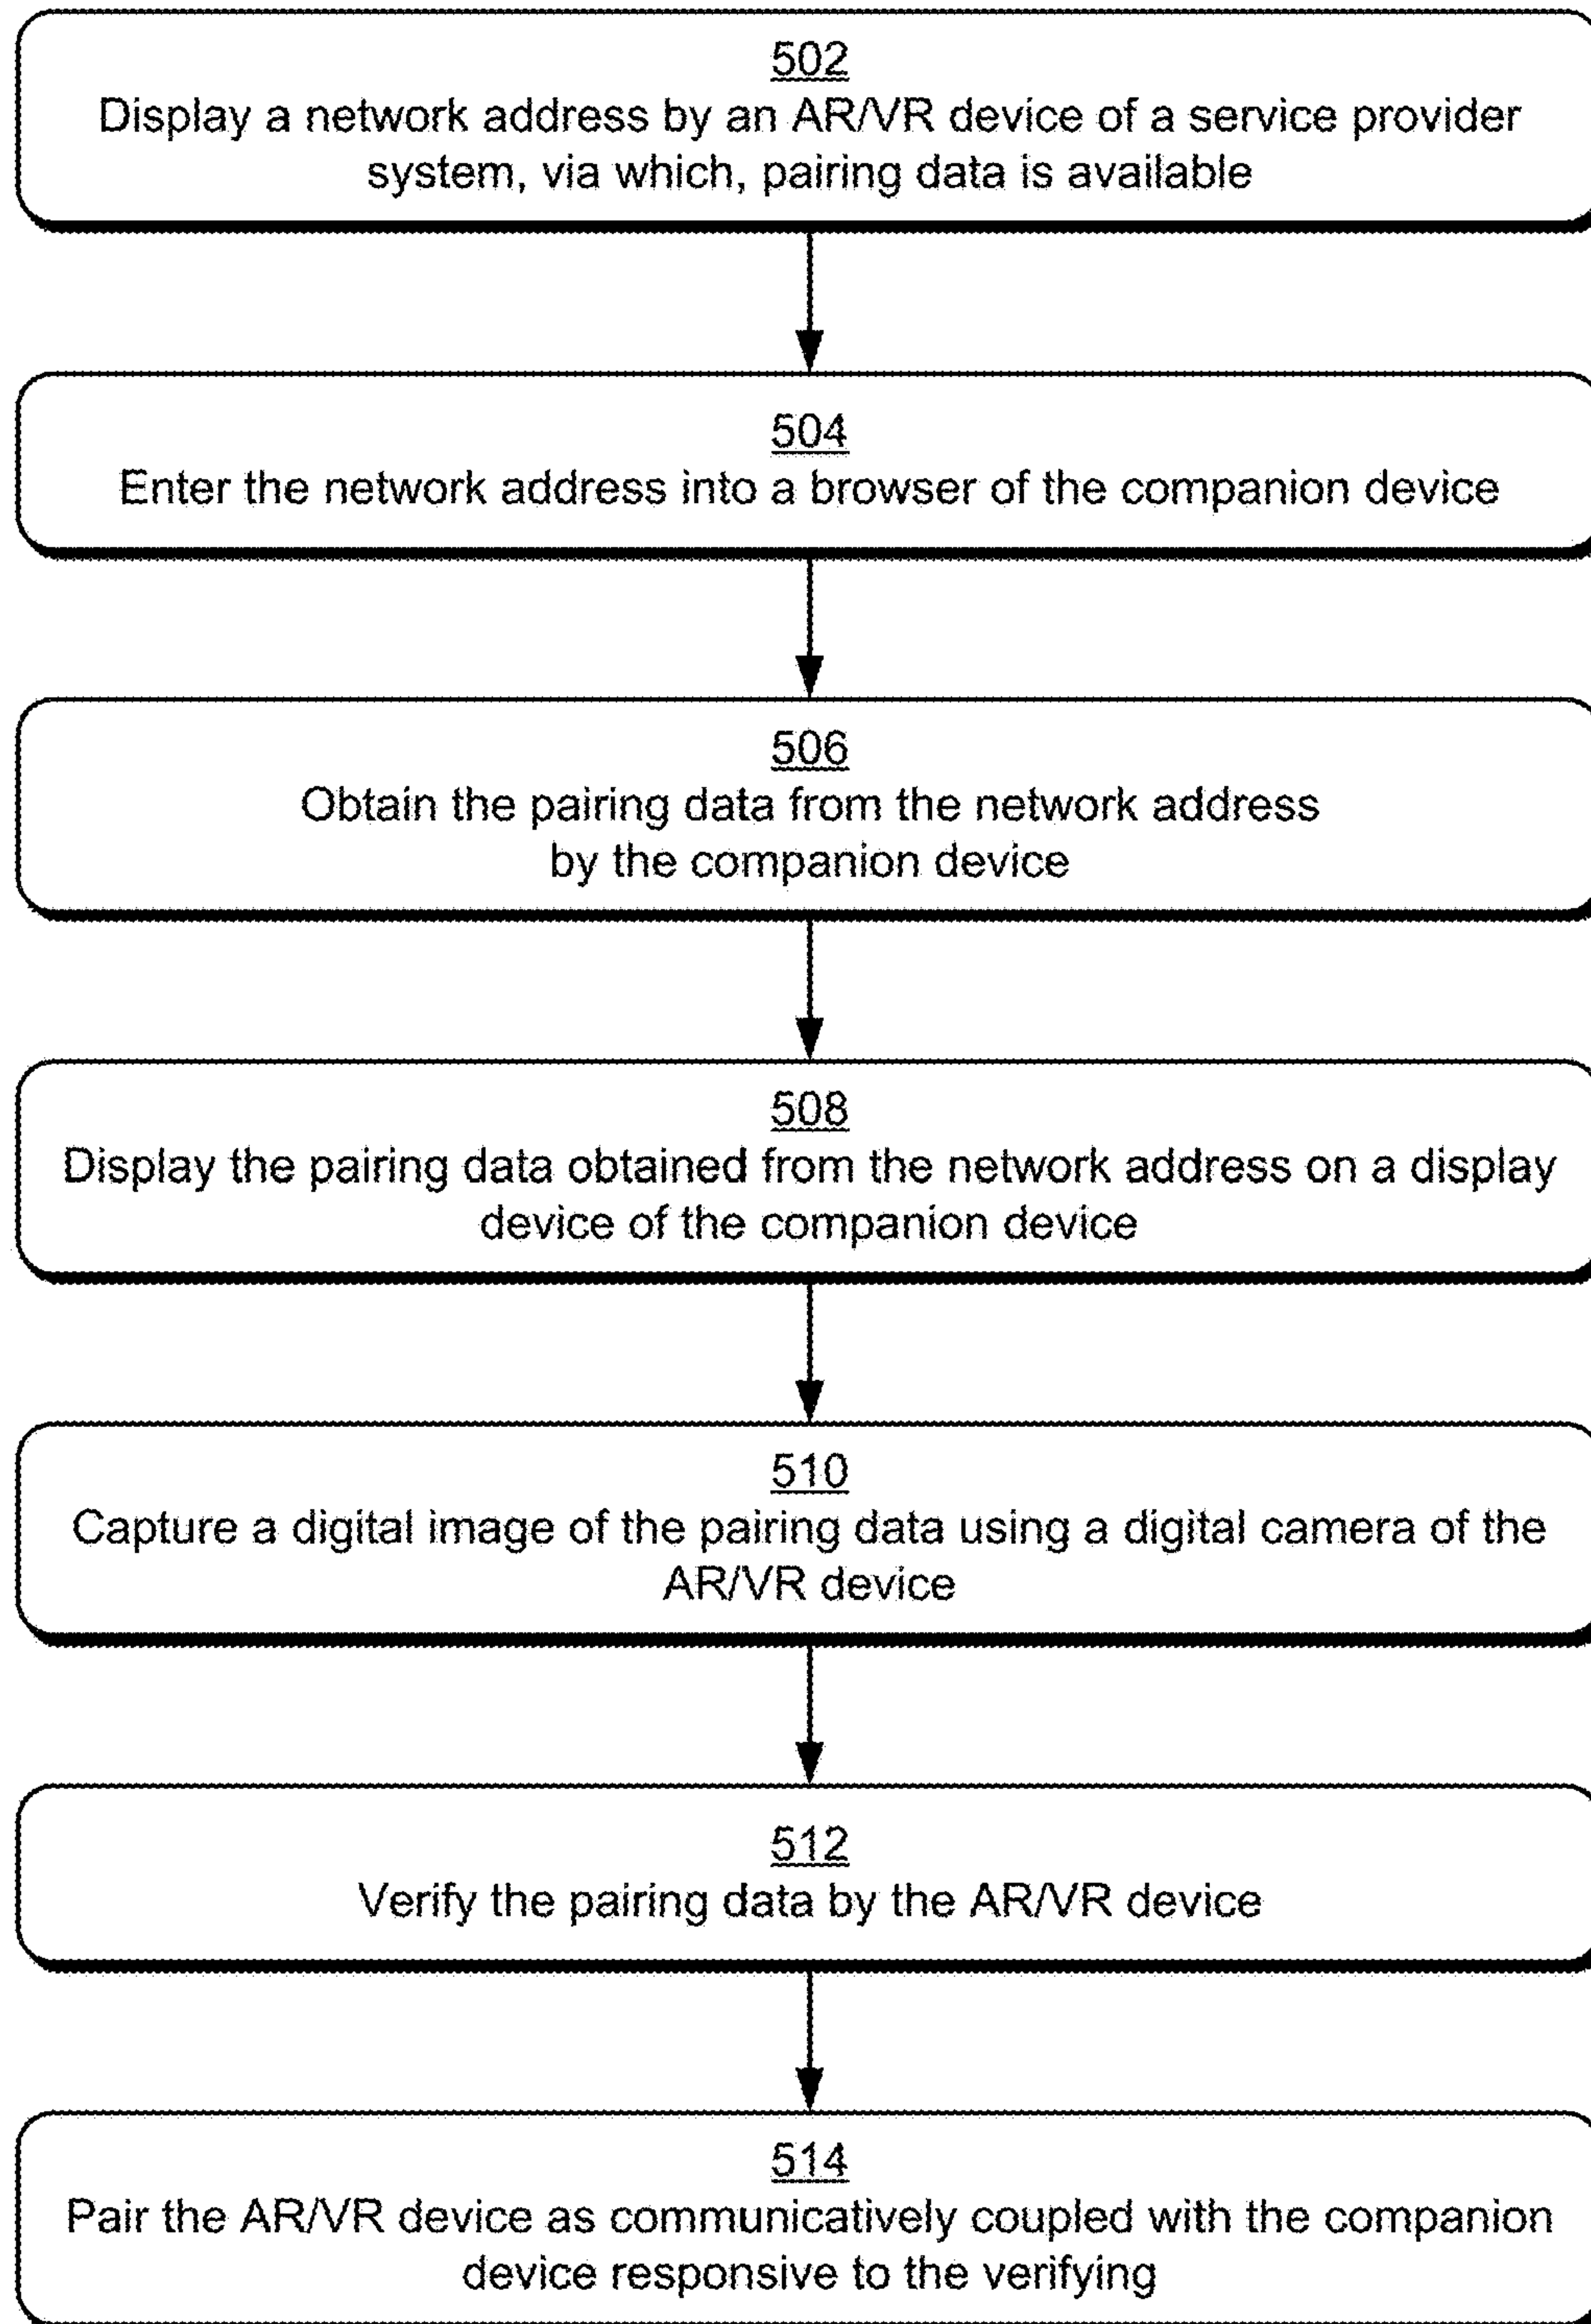 502
Display a network address by an AR/VR device of a service provider
system, via which, pairing data is available
504
Enter the network address into a browser of the companion device
506
Obtain the pairing data from the network address
by the companion device
508
Display the pairing data obtained from the network address on a display
device of the companion device
510
Capture a digital image of the pairing data using a digital camera of the
AR/VR device
512
Verify the pairing data by the AR/VR device
514
Pair the AR/VR device as communicatively coupled with the companion
device responsive to the verifying